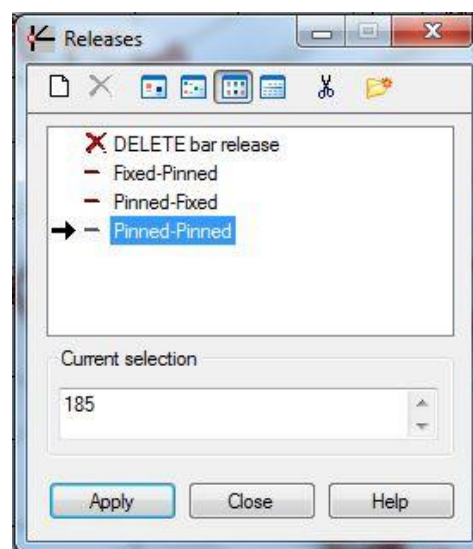 Releases
DELETE bar release
Fixed-Pinned
Pinned-Fixed
Pinned-Pinned
Current selection
185
Apply Close Help